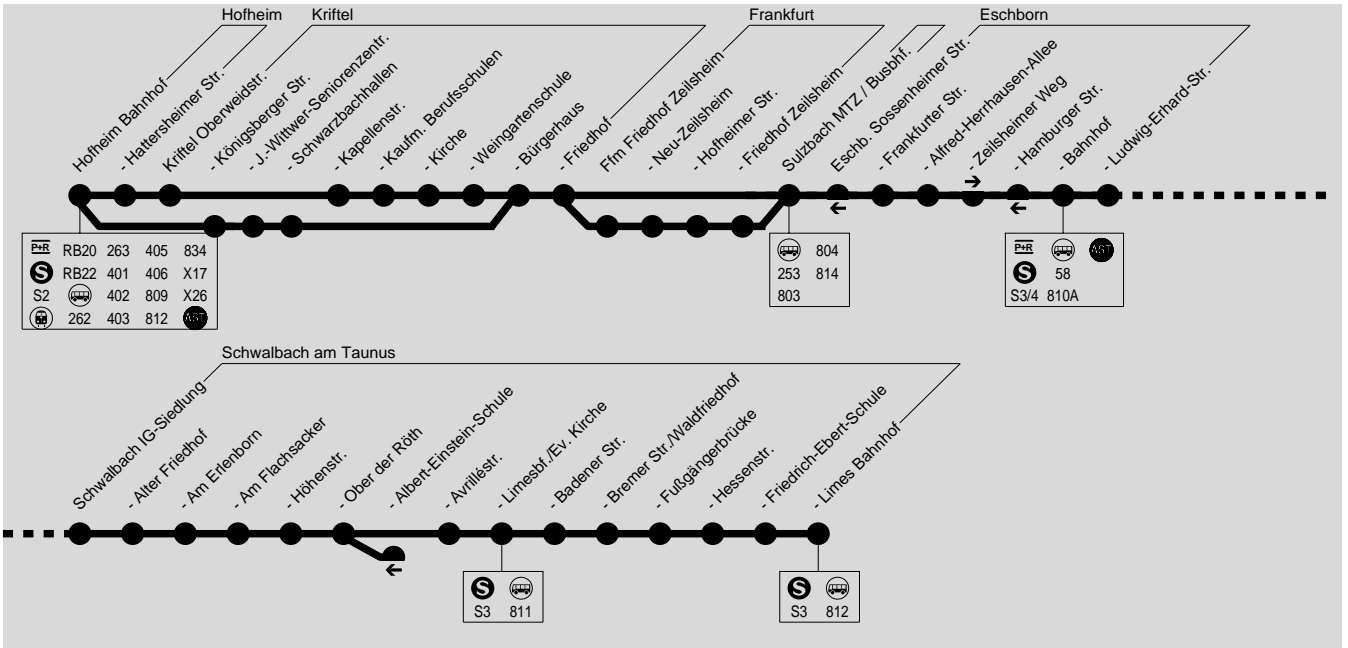 Hofheim
Kriftel
Frankfurt
Eschborn
Hofheim Bahnhof
- Hattersheimer Str.
Kriftel Oberweidstr.
- Königsberger Str.
- J.-Wittwer-Seniorenzentr.
- Schwarzbachhallen
- Kapellenstr.
- Kaufm. Berufsschulen
- Kirche
- Weingartenschule
- Bürgerhaus
- Friedhof
Ffm Friedhof Zeilsheim
- Neu-Zeilsheim
- Hofheimer Str.
- Friedhof Zeilsheim
Sulzbach MTZ / Busbhf.
Eschb. Sossenheimer Str.
- Frankfurter Str.
- Alfred-Herrhausen-Allee
- Zeilsheimer Weg
- Hamburger Str.
- Bahnhof
- Ludwig-Erhard-Str.
P+R RB20 263 405 834
S RB22 401 406 X17
S2 402 809 X26
262 403 812 AST
804
253 814
803
P+R AST
S 58
S3/4 810A
Schwalbach am Taunus
Schwalbach IG-Siedlung
- Alter Friedhof
- Am Erlenborn
- Am Flachsacker
- Höhenstr.
- Ober der Röth
- Albert-Einstein-Schule
- Avrilléstr.
- Limesbf./Ev. Kirche
- Badener Str.
- Bremer Str./Waldfriedhof
- Fußgängerbrücke
- Hessenstr.
- Friedrich-Ebert-Schule
- Limes Bahnhof
S
S3 811
S
S3 812